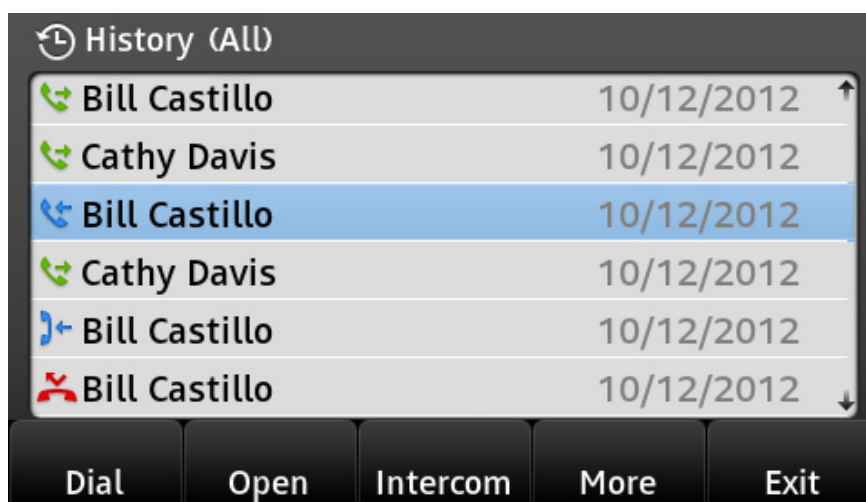 History (All)
Bill Castillo 10/12/2012
Cathy Davis 10/12/2012
Bill Castillo 10/12/2012
Cathy Davis 10/12/2012
Bill Castillo 10/12/2012
Bill Castillo 10/12/2012
Dial Open Intercom More Exit